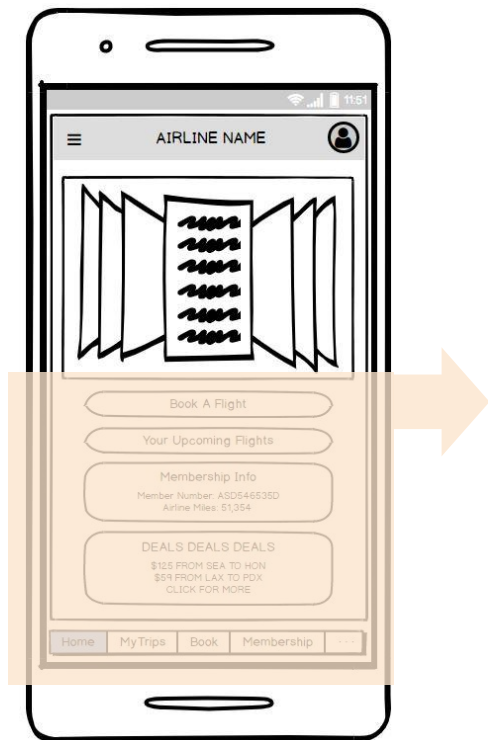 11:51
AIRLINE NAME
Book A Flight
Your Upcoming Flights
Membership Info
Member Number: ASD546535D
Airline Miles: 51,354
DEALS DEALS DEALS
$125 FROM SEA TO HON
$59 FROM LAX TO PDX
CLICK FOR MORE
Home MyTrips Book Membership ...